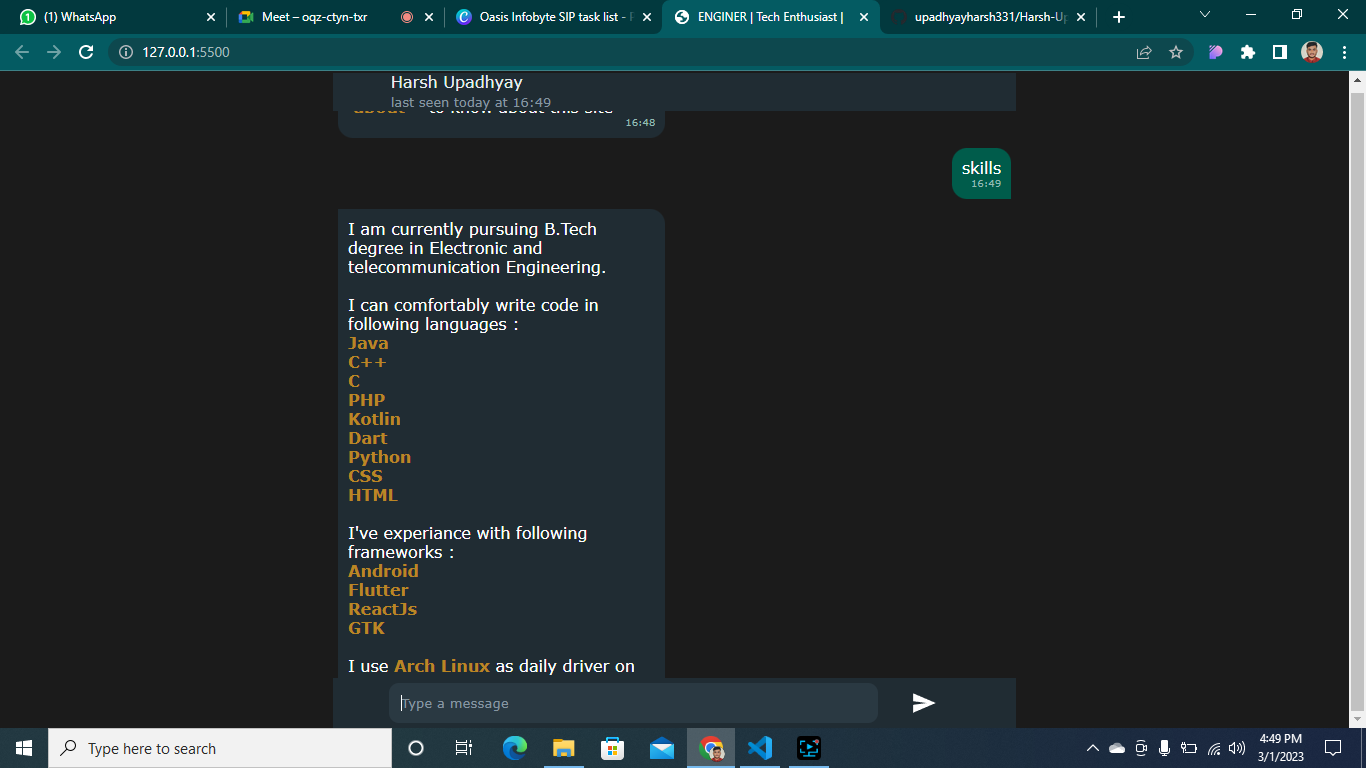 (1) WhatsApp
Meet – oqz-ctyn-txr
Oasis Infobyte SIP task list - P
ENGINER | Tech Enthusiast |
upadhyayharsh331/Harsh-Up
127.0.0.1:5500
Harsh Upadhyay
last seen today at 16:49
about to know about this site
16:48
skills
16:49
I am currently pursuing B.Tech
degree in Electronic and
telecommunication Engineering.
I can comfortably write code in
following languages :
Java
C++
C
PHP
Kotlin
Dart
Python
CSS
HTML
I've experiance with following
frameworks :
Android
Flutter
ReactJs
GTK
I use Arch Linux as daily driver on
Type a message
Type here to search
4:49 PM
3/1/2023